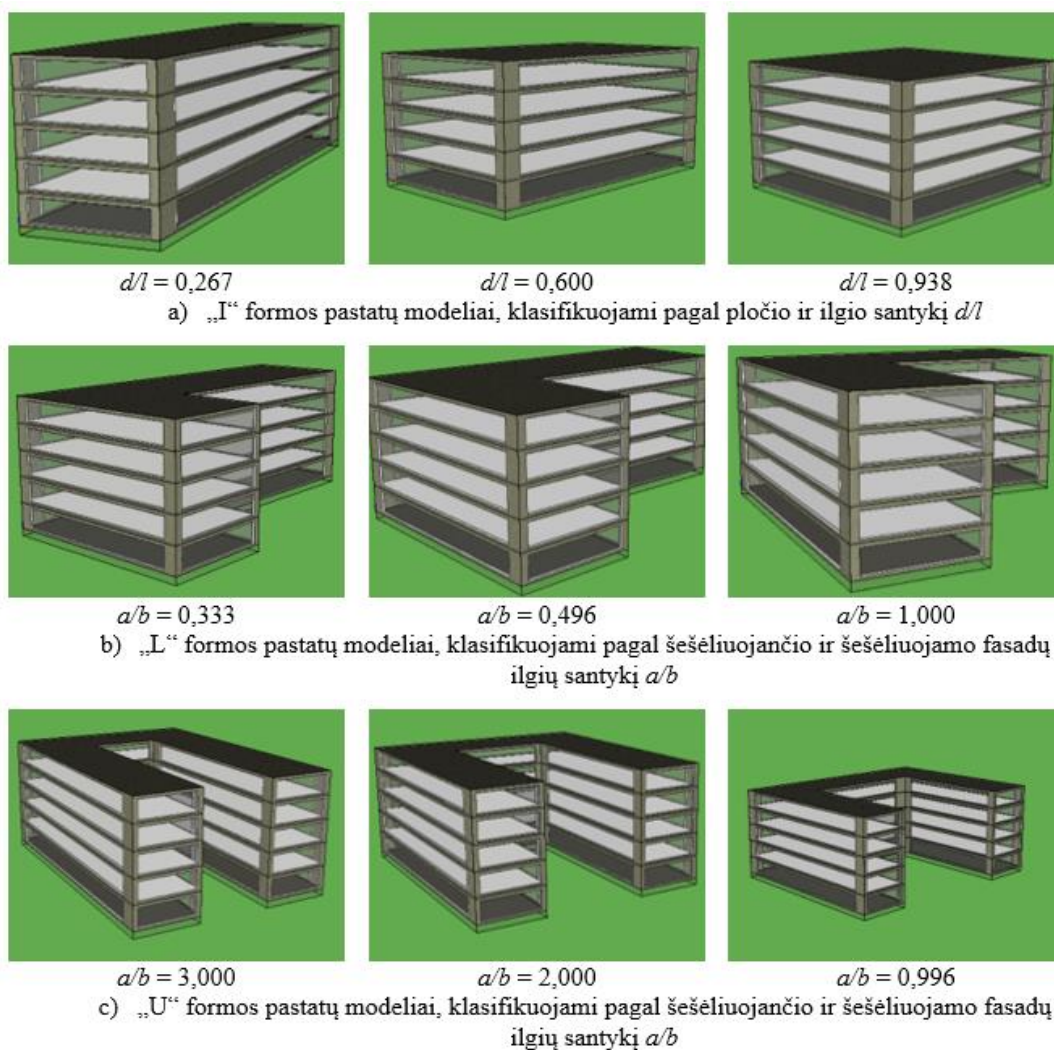 d/l = 0,267
d/l = 0,600
d/l = 0,938
a) „I“ formos pastatų modeliai, klasifikuojami pagal pločio ir ilgio santykį d/l
a/b = 0,333
a/b = 0,496
a/b = 1,000
b) „L“ formos pastatų modeliai, klasifikuojami pagal šešėliuojančio ir šešėliuojamo fasadų
ilgių santykį a/b
a/b = 3,000
a/b = 2,000
a/b = 0,996
c) „U“ formos pastatų modeliai, klasifikuojami pagal šešėliuojančio ir šešėliuojamo fasadų
ilgių santykį a/b